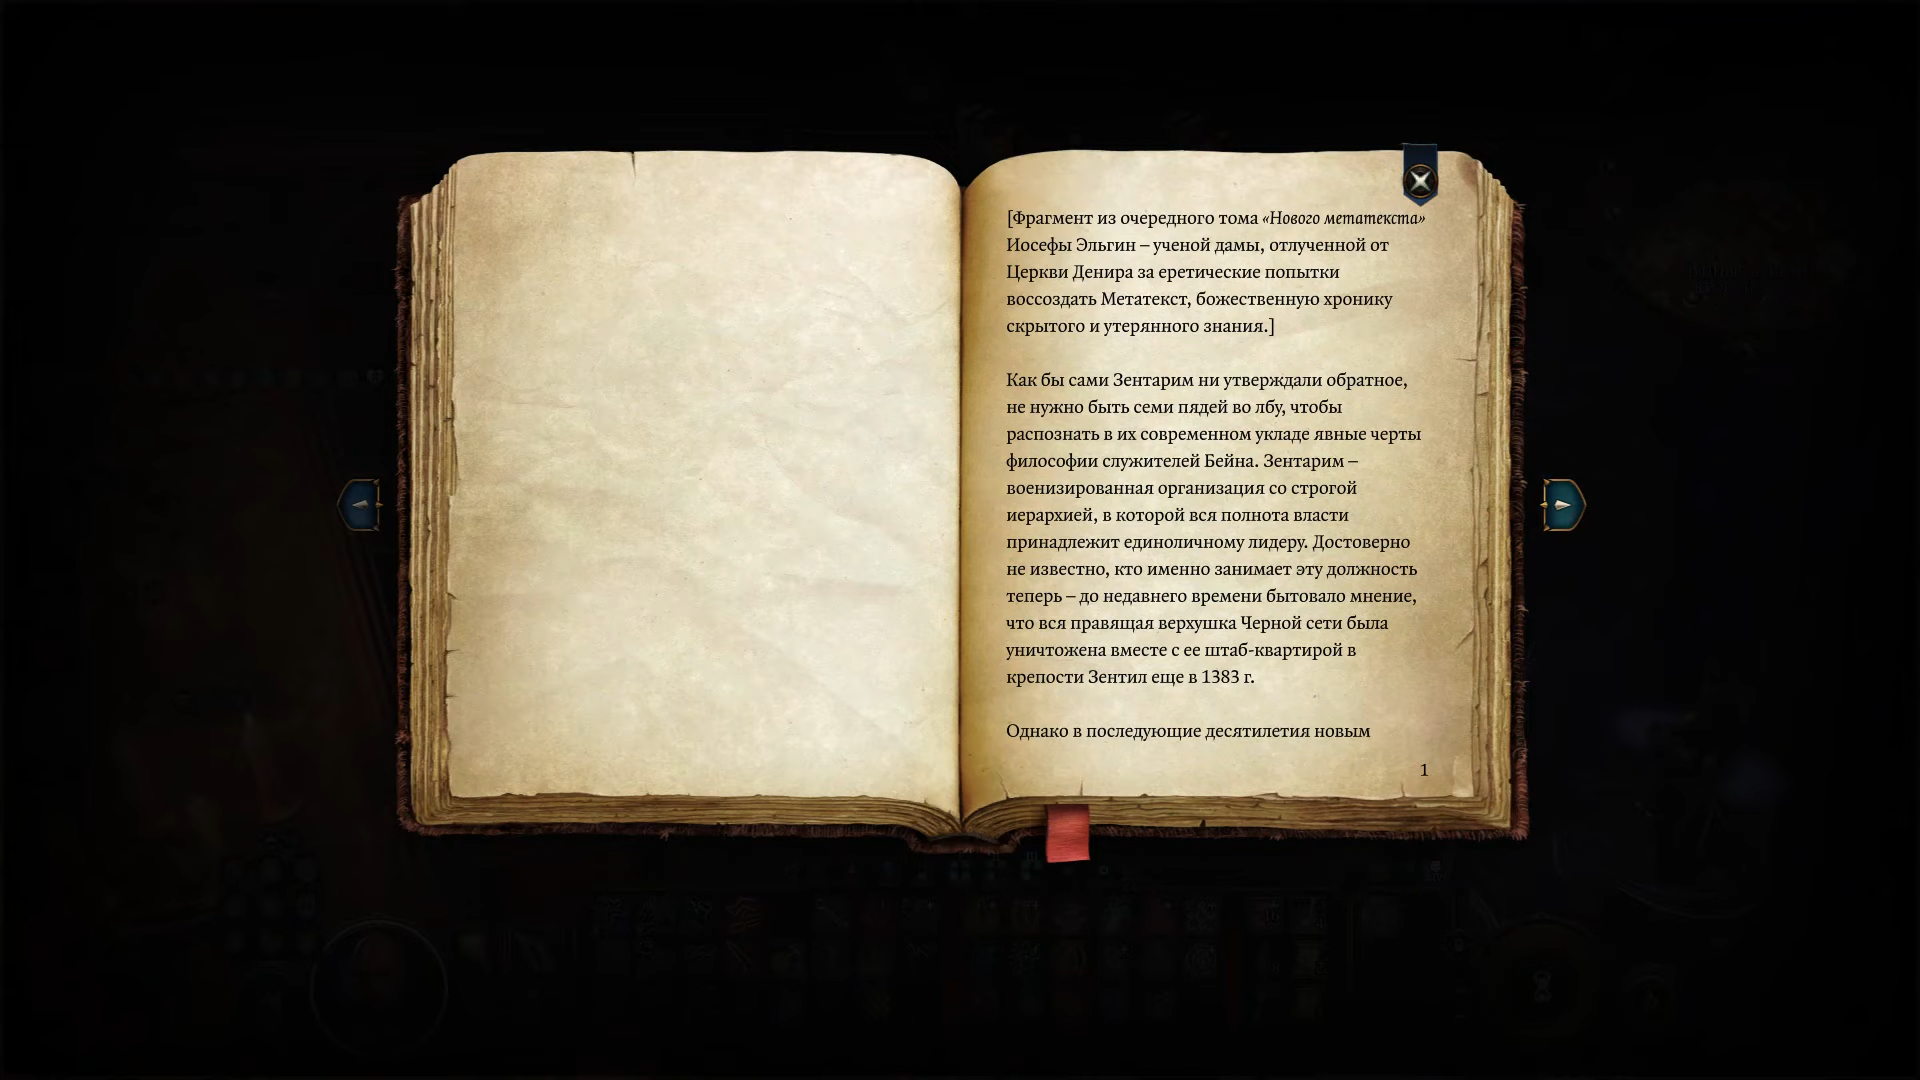 [Фрагмент из очередного тома «Нового метатекста»
Иосефы Эльгин – ученой дамы, отлученной от
Церкви Денира за еретические попытки
воссоздать Метатекст, божественную хронику
скрытого и утерянного знания.]
Как бы сами Зентарим ни утверждали обратное,
не нужно быть семи пядей во лбу, чтобы
распознать в их современном укладе явные черты
философии служителей Бейна. Зентарим –
военизированная организация со строгой
иерархией, в которой вся полнота власти
принадлежит единоличному лидеру. Достоверно
не известно, кто именно занимает эту должность
теперь – до недавнего времени бытовало мнение,
что вся правящая верхушка Черной сети была
уничтожена вместе с ее штаб-квартирой в
крепости Зентил еще в 1383 г.
Однако в последующие десятилетия новым
1